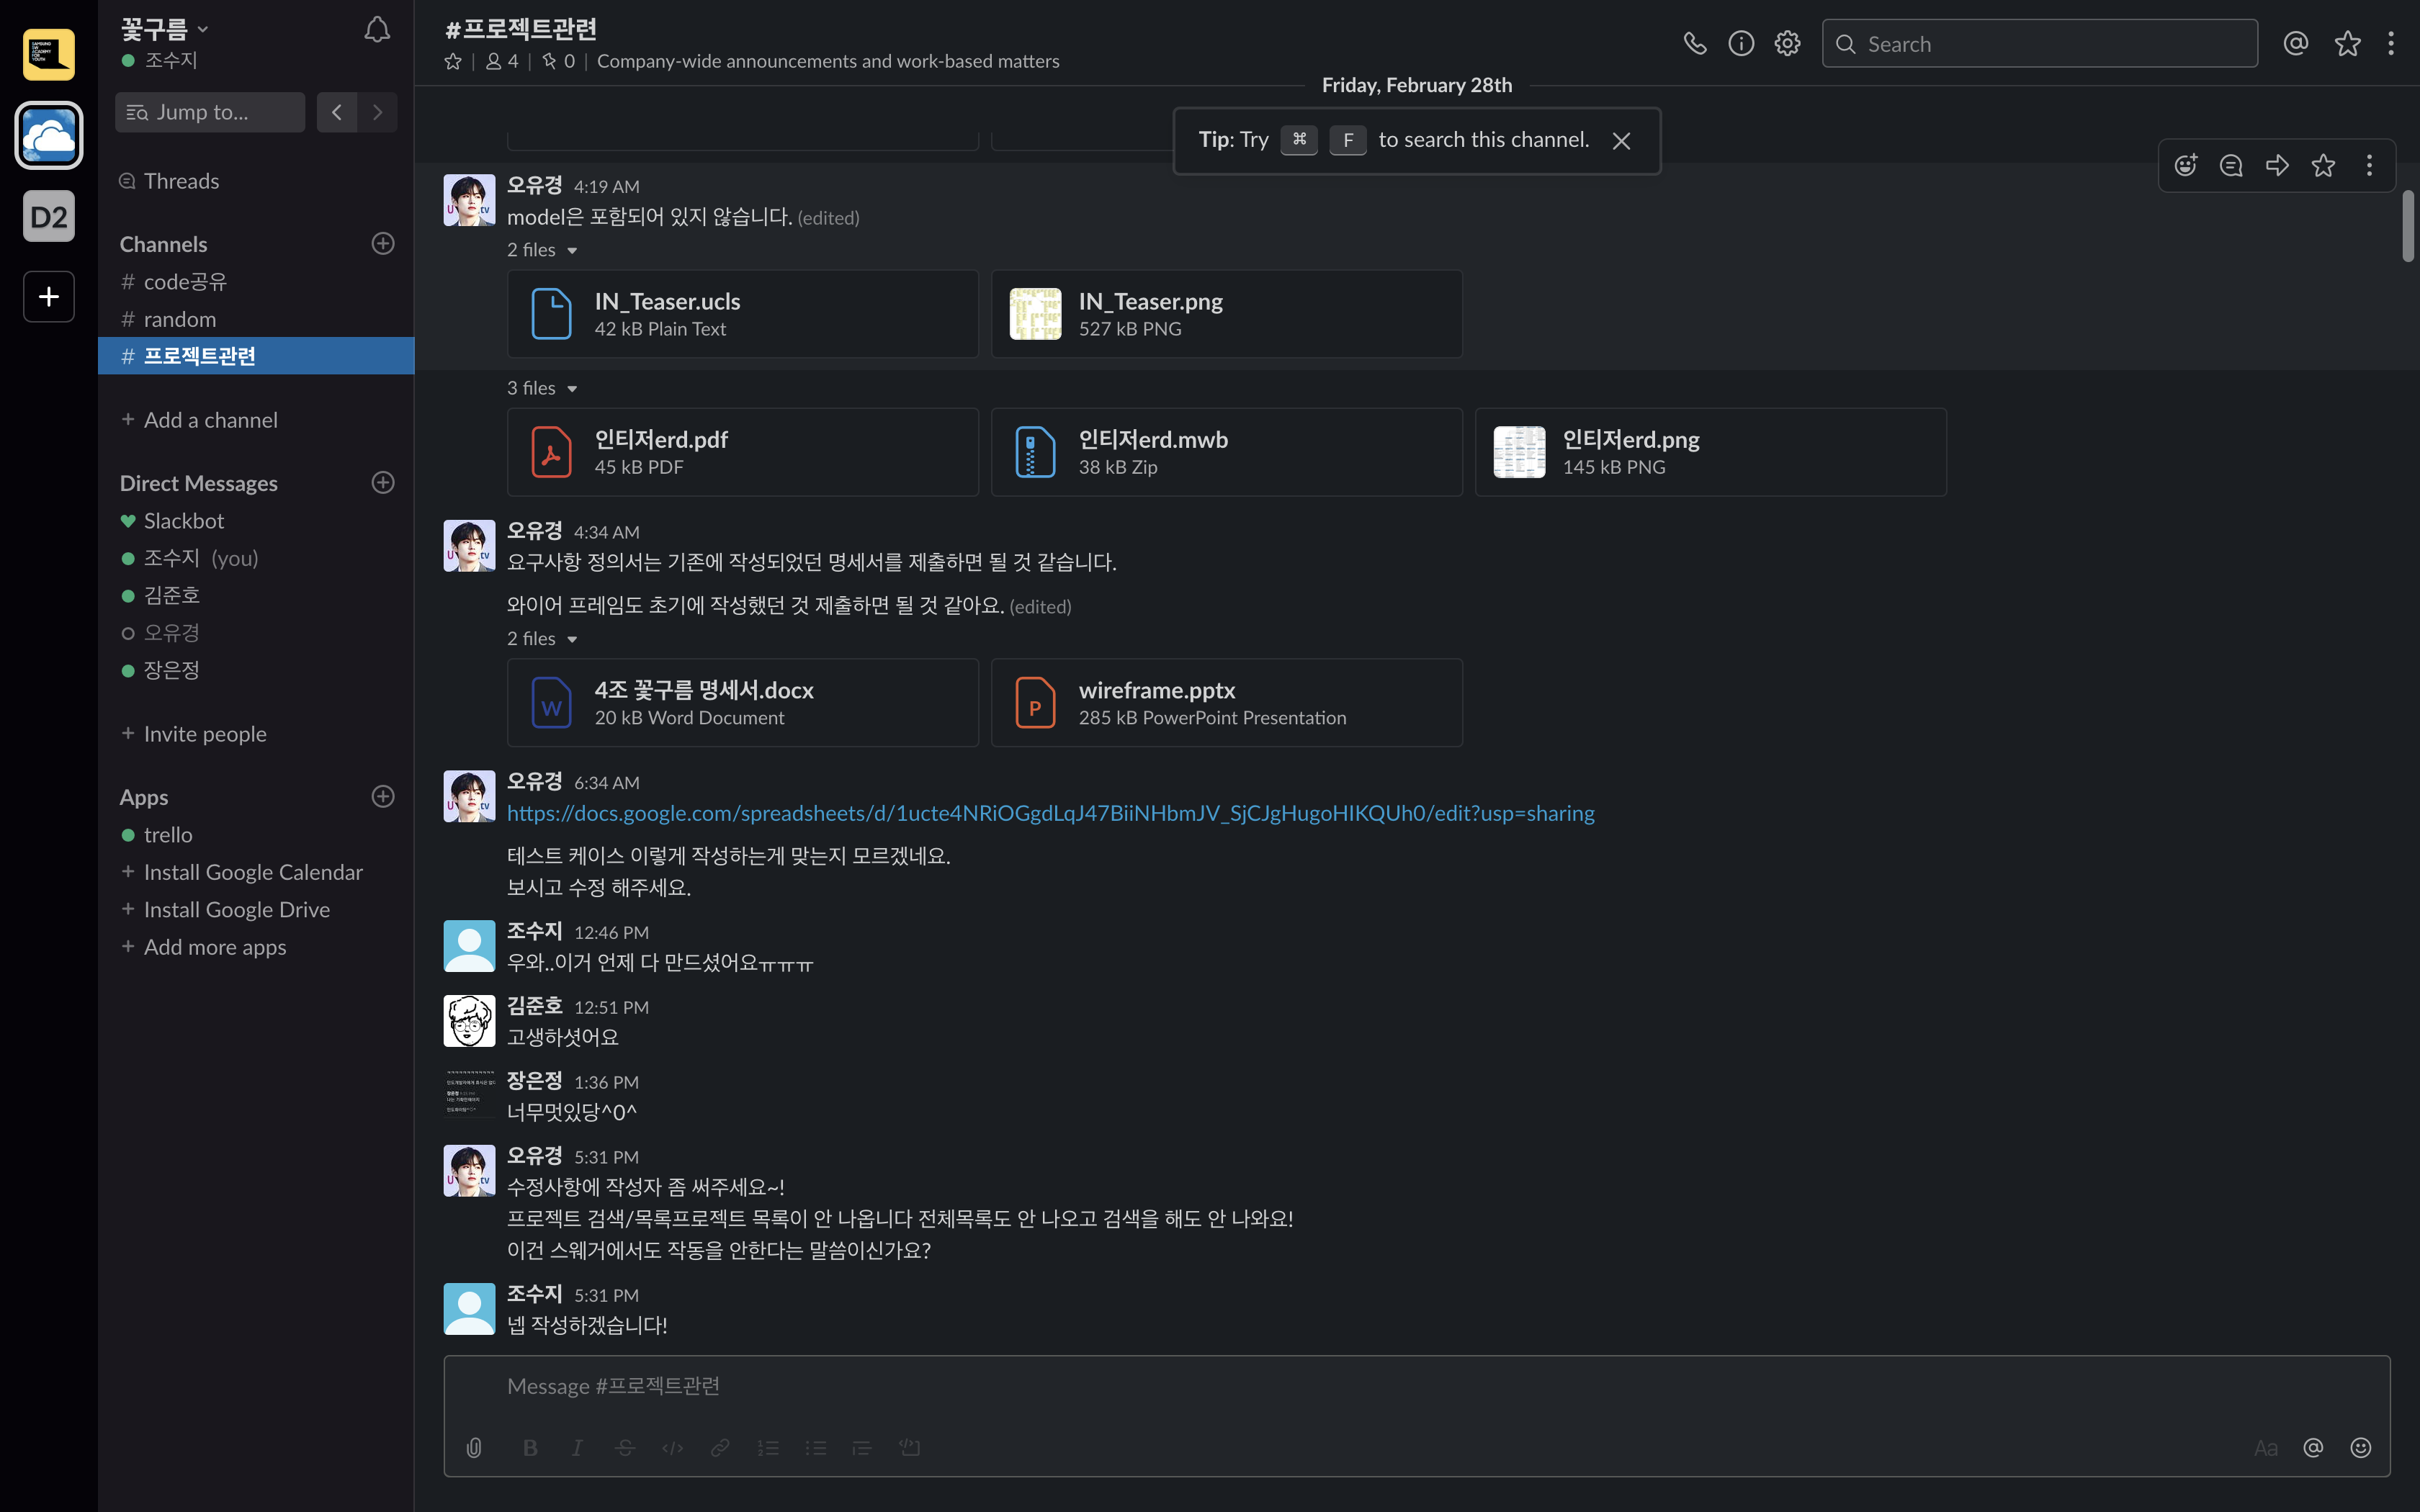 꽃구름
조수지
Jump to...
Threads
Channels
# code공유
# random
# 프로젝트관련
+ Add a channel
Direct Messages
Slackbot
조수지 (you)
김준호
오유경
장은정
+ Invite people
Apps
trello
+ Install Google Calendar
+ Install Google Drive
+ Add more apps
D2
#프로젝트관련
4 | 0 | Company-wide announcements and work-based matters
Search
Friday, February 28th
Tip: Try ⌘ F to search this channel.
오유경 4:19 AM
model은 포함되어 있지 않습니다. (edited)
2 files
IN_Teaser.ucls
42 kB Plain Text
IN_Teaser.png
527 kB PNG
3 files
인티저erd.pdf
45 kB PDF
인티저erd.mwb
38 kB Zip
인티저erd.png
145 kB PNG
오유경 4:34 AM
요구사항 정의서는 기존에 작성되었던 명세서를 제출하면 될 것 같습니다.
와이어 프레임도 초기에 작성했던 것 제출하면 될 것 같아요. (edited)
2 files
4조 꽃구름 명세서.docx
20 kB Word Document
wireframe.pptx
285 kB PowerPoint Presentation
오유경 6:34 AM
https://docs.google.com/spreadsheets/d/1ucte4NRiOGgdLqJ47BiiNHbmJV_SjCJgHugoHIKQUh0/edit?usp=sharing
테스트 케이스 이렇게 작성하는게 맞는지 모르겠네요.
보시고 수정 해주세요.
조수지 12:46 PM
우와..이거 언제 다 만드셨어요ㅠㅠㅠ
김준호 12:51 PM
고생하셧어요
장은정 1:36 PM
너무멋있당^0^
오유경 5:31 PM
수정사항에 작성자 좀 써주세요~!
프로젝트 검색/목록프로젝트 목록이 안 나옵니다 전체목록도 안 나오고 검색을 해도 안 나와요!
이건 스웨거에서도 작동을 안한다는 말씀이신가요?
조수지 5:31 PM
넵 작성하겠습니다!
Message #프로젝트관련
Aa